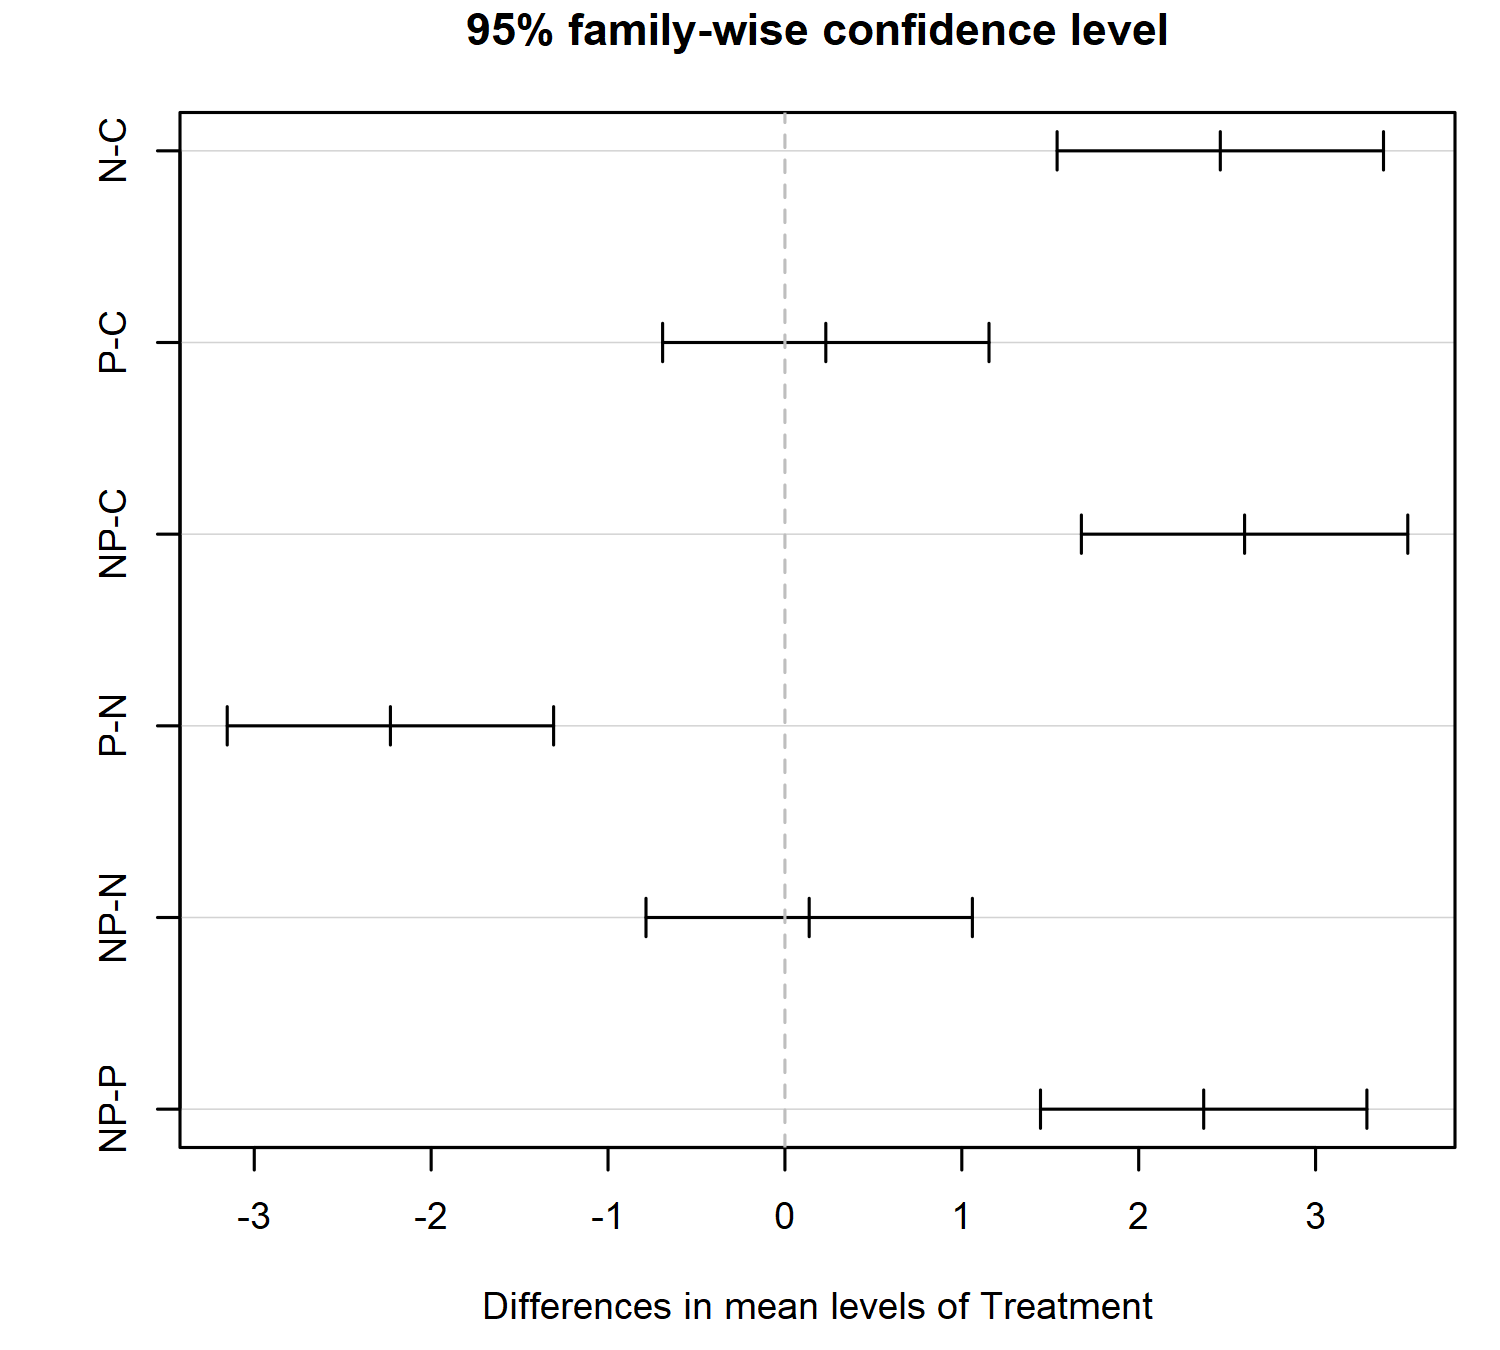 95% family-wise confidence level
N-C
P-C
NP-C
P-N
NP-N
NP-P
-3 -2 -1 0 1 2 3
Differences in mean levels of Treatment